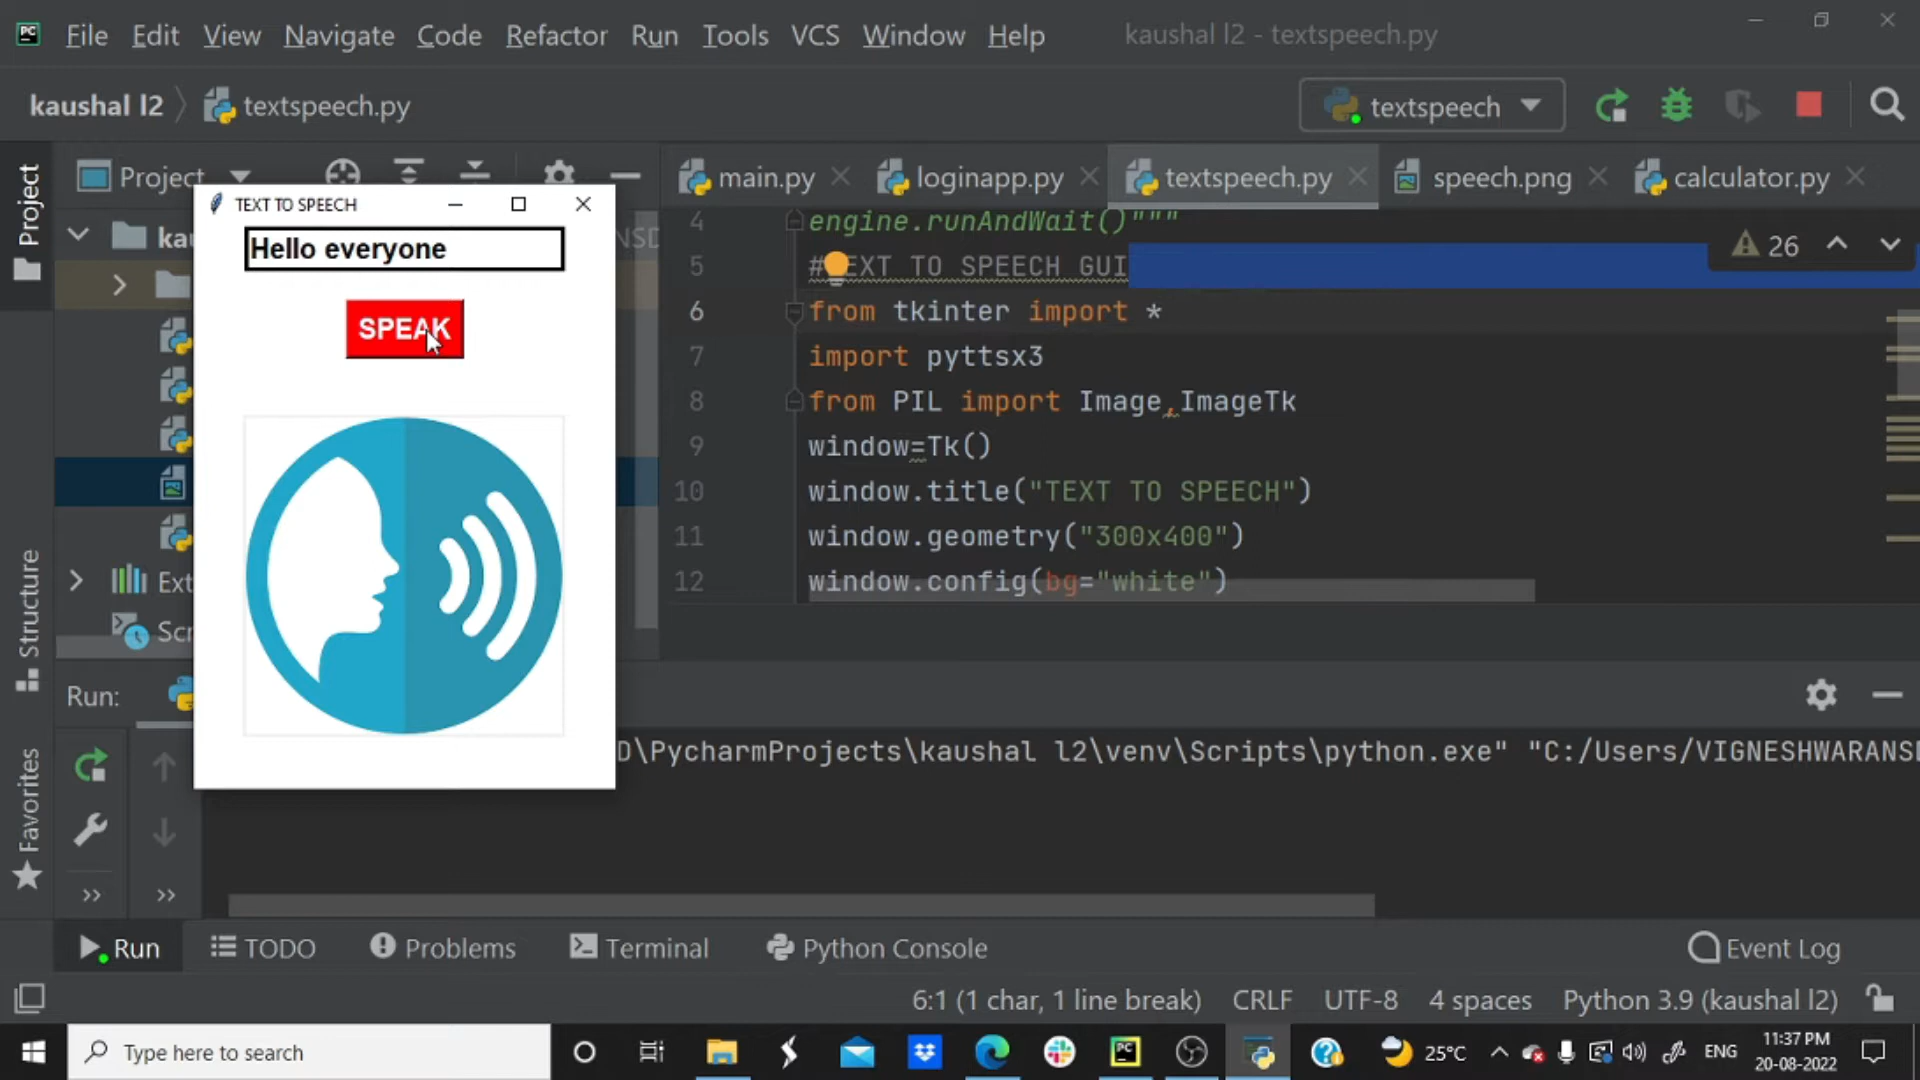 PC File Edit View Navigate Code Refactor Run Tools VCS Window Help kaushal l2 - textspeech.py
kaushal l2 textspeech.py textspeech
Project
Project main.py loginapp.py textspeech.py speech.png calculator.py
TEXT TO SPEECH
Hello everyone
SPEAK
4 engine.runAndWait()"""
5 #TEXT TO SPEECH GUI
26
6 from tkinter import *
7 import pyttsx3
8 from PIL import Image,ImageTk
9 window=Tk()
10 window.title("TEXT TO SPEECH")
11 window.geometry("300x400")
12 window.config(bg="white")
Structure
Favorites
Run:
D\PycharmProjects\kaushal l2\venv\Scripts\python.exe" "C:/Users/VIGNESHWARANSD
Run TODO Problems Terminal Python Console Event Log
6:1 (1 char, 1 line break) CRLF UTF-8 4 spaces Python 3.9 (kaushal l2)
Type here to search
PC
25°C ENG 11:37 PM
20-08-2022